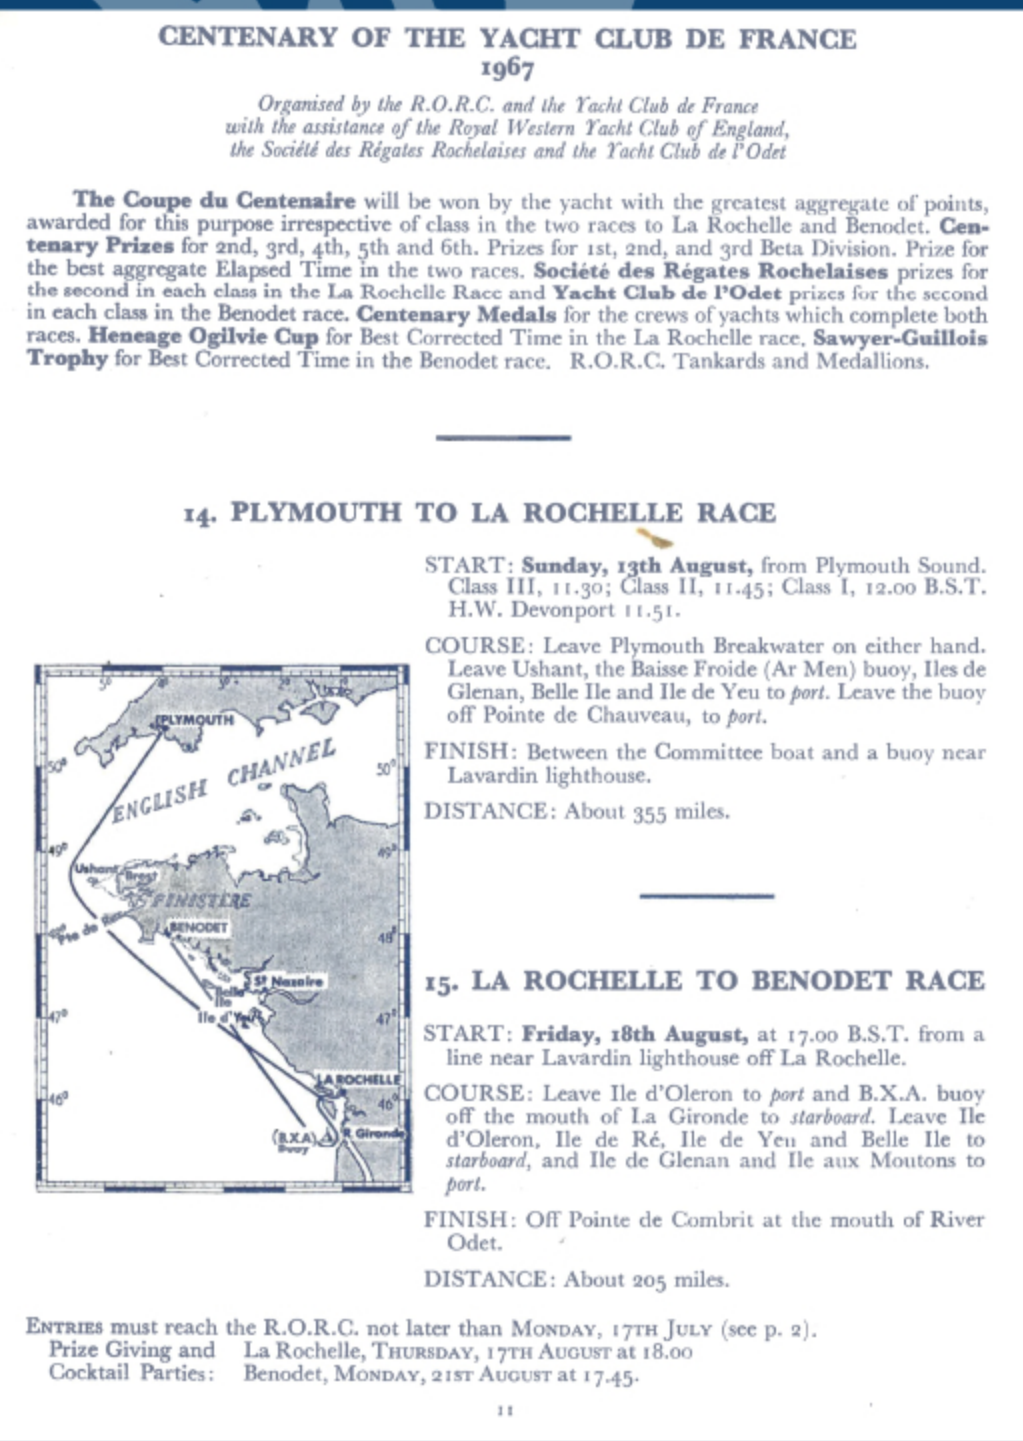 CENTENARY OF THE YACHT CLUB DE FRANCE
1967
Organised by the R.O.R.C. and the Yacht Club de France
with the assistance of the Royal Western Yacht Club of England,
the Société des Régates Rochelaises and the Yacht Club de l'Odet
The Coupe du Centenaire will be won by the yacht with the greatest aggregate of points,
awarded for this purpose irrespective of class in the two races to La Rochelle and Benodet. Cen-
tenary Prizes for 2nd, 3rd, 4th, 5th and 6th. Prizes for 1st, 2nd, and 3rd Beta Division. Prize for
the best aggregate Elapsed Time in the two races. Société des Régates Rochelaises prizes for
the second in each class in the La Rochelle Race and Yacht Club de l'Odet prizes for the second
in each class in the Benodet race. Centenary Medals for the crews of yachts which complete both
races. Heneage Ogilvie Cup for Best Corrected Time in the La Rochelle race. Sawyer-Guillois
Trophy for Best Corrected Time in the Benodet race. R.O.R.C. Tankards and Medallions.
14. PLYMOUTH TO LA ROCHELLE RACE
START: Sunday, 13th August, from Plymouth Sound.
Class III, 11.30; Class II, 11.45; Class I, 12.00 B.S.T.
H.W. Devonport 11.51.
COURSE: Leave Plymouth Breakwater on either hand.
Leave Ushant, the Baisse Froide (Ar Men) buoy, Iles de
Glenan, Belle Ile and Ile de Yeu to port. Leave the buoy
off Pointe de Chauveau, to port.
FINISH: Between the Committee boat and a buoy near
Lavardin lighthouse.
DISTANCE: About 355 miles.
PLYMOUTH
ENGLISH CHANNEL
50° 50°
49° 49°
Ushant Brest
FINISTERE
Pte de
BENODET
48° 48°
St Nazaire
Belle
Ile
Ile d'Yeu
47° 47°
LA ROCHELLE
46° 46°
(B.X.A.)
Buoy
R. Gironde
15. LA ROCHELLE TO BENODET RACE
START: Friday, 18th August, at 17.00 B.S.T. from a
line near Lavardin lighthouse off La Rochelle.
COURSE: Leave Ile d'Oleron to port and B.X.A. buoy
off the mouth of La Gironde to starboard. Leave Ile
d'Oleron, Ile de Ré, Ile de Yeu and Belle Ile to
starboard, and Ile de Glenan and Ile aux Moutons to
port.
FINISH: Off Pointe de Combrit at the mouth of River
Odet.
DISTANCE: About 205 miles.
ENTRIES must reach the R.O.R.C. not later than MONDAY, 17TH JULY (see p. 2).
Prize Giving and La Rochelle, THURSDAY, 17TH AUGUST at 18.00
Cocktail Parties: Benodet, MONDAY, 21ST AUGUST at 17.45.
11